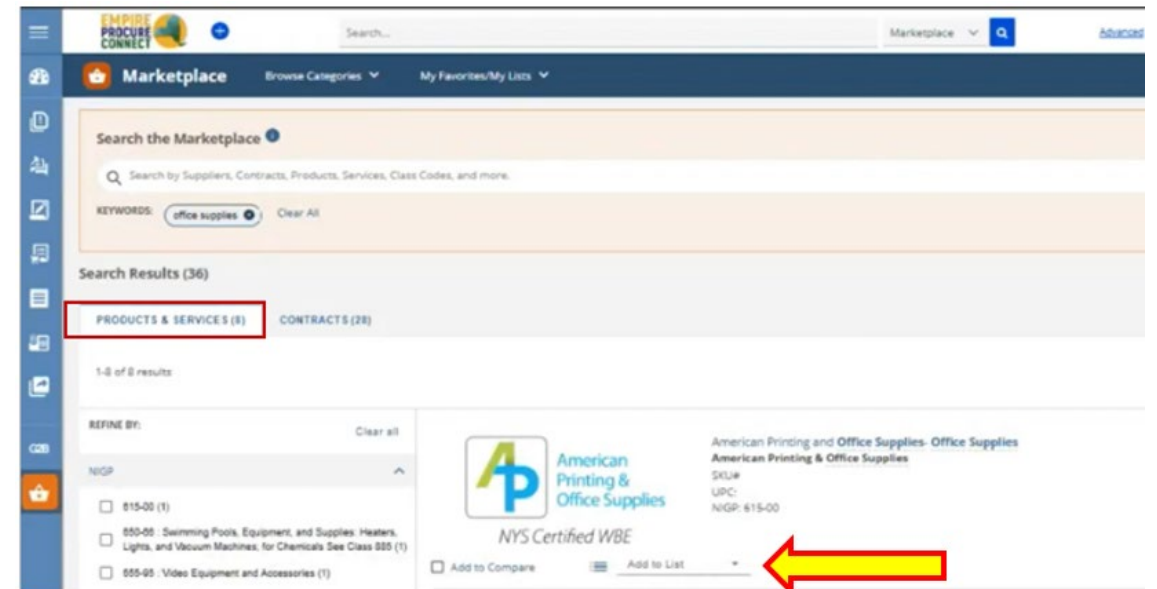 EMPIRE
PROCURE
CONNECT
Search...
Marketplace
Advanced
Marketplace
Browse Categories
My Favorites/My Lists
Search the Marketplace
Search by Suppliers, Contracts, Products, Services, Class Codes, and more.
KEYWORDS:
office supplies
Clear All
Search Results (36)
PRODUCTS & SERVICES (8)
CONTRACTS (28)
1-8 of 8 results
REFINE BY:
Clear all
NIGP
615-00 (1)
650-66 : Swimming Pools, Equipment, and Supplies: Heaters,
Lights, and Vacuum Machines; for Chemicals See Class 885 (1)
655-95 : Video Equipment and Accessories (1)
AP
American
Printing &
Office Supplies
NYS Certified WBE
American Printing and Office Supplies- Office Supplies
American Printing & Office Supplies
SKU#
UPC:
NIGP: 615-00
Add to Compare
Add to List